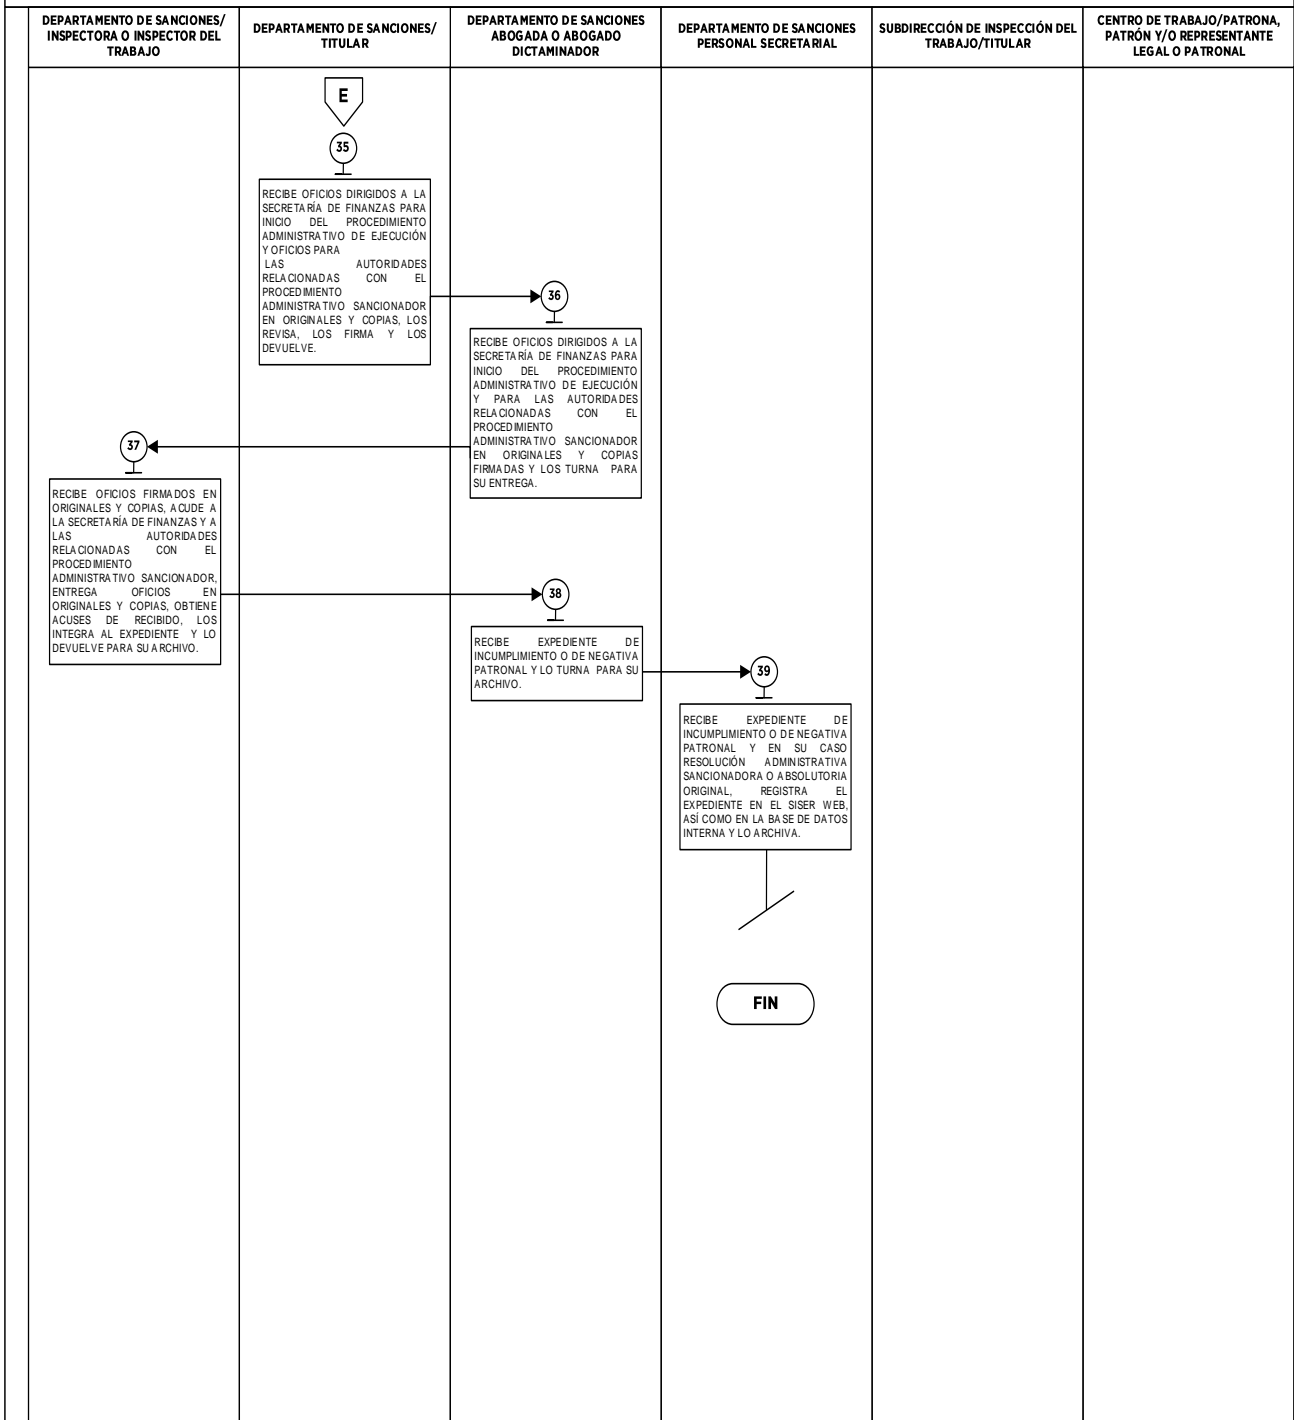 DEPARTAMENTO DE SANCIONES/
INSPECTORA O INSPECTOR DEL
TRABAJO
DEPARTAMENTO DE SANCIONES/
TITULAR
DEPARTAMENTO DE SANCIONES
ABOGADA O ABOGADO
DICTAMINADOR
DEPARTAMENTO DE SANCIONES
PERSONAL SECRETARIAL
SUBDIRECCIÓN DE INSPECCIÓN DEL
TRABAJO/TITULAR
CENTRO DE TRABAJO/PATRONA,
PATRÓN Y/O REPRESENTANTE
LEGAL O PATRONAL
E
35
RECIBE OFICIOS DIRIGIDOS A LA
SECRETARÍA DE FINANZAS PARA
INICIO DEL PROCEDIMIENTO
ADMINISTRATIVO DE EJECUCIÓN
Y OFICIOS PARA
LAS AUTORIDADES
RELACIONADAS CON EL
PROCEDIMIENTO
ADMINISTRATIVO SANCIONADOR
EN ORIGINALES Y COPIAS, LOS
REVISA, LOS FIRMA Y LOS
DEVUELVE.
36
RECIBE OFICIOS DIRIGIDOS A LA
SECRETARÍA DE FINANZAS PARA
INICIO DEL PROCEDIMIENTO
ADMINISTRATIVO DE EJECUCIÓN
Y PARA LAS AUTORIDADES
RELACIONADAS CON EL
PROCEDIMIENTO
ADMINISTRATIVO SANCIONADOR
EN ORIGINALES Y COPIAS
FIRMADAS Y LOS TURNA PARA
SU ENTREGA.
37
RECIBE OFICIOS FIRMADOS EN
ORIGINALES Y COPIAS, ACUDE A
LA SECRETARÍA DE FINANZAS Y A
LAS AUTORIDADES
RELACIONADAS CON EL
PROCEDIMIENTO
ADMINISTRATIVO SANCIONADOR,
ENTREGA OFICIOS EN
ORIGINALES Y COPIAS, OBTIENE
ACUSES DE RECIBIDO, LOS
INTEGRA AL EXPEDIENTE Y LO
DEVUELVE PARA SU ARCHIVO.
38
RECIBE EXPEDIENTE DE
INCUMPLIMIENTO O DE NEGATIVA
PATRONAL Y LO TURNA PARA SU
ARCHIVO.
39
RECIBE EXPEDIENTE DE
INCUMPLIMIENTO O DE NEGATIVA
PATRONAL Y EN SU CASO
RESOLUCIÓN ADMINISTRATIVA
SANCIONADORA O ABSOLUTORIA
ORIGINAL, REGISTRA EL
EXPEDIENTE EN EL SISER WEB,
ASÍ COMO EN LA BASE DE DATOS
INTERNA Y LO ARCHIVA.
FIN